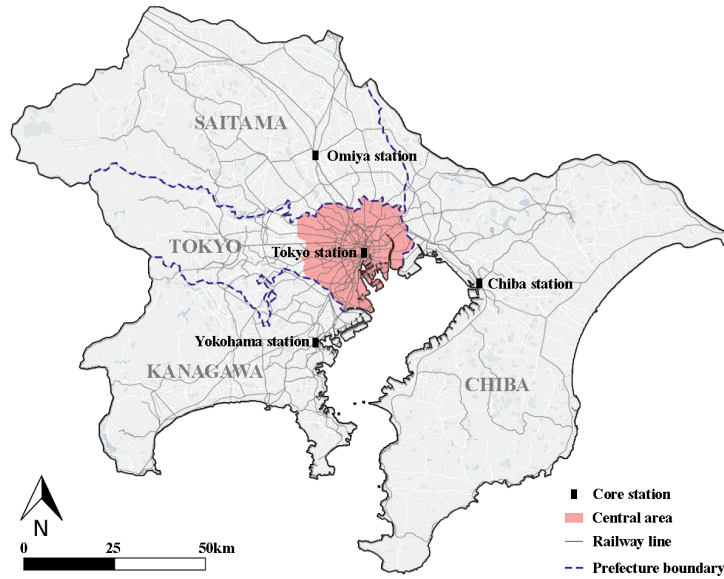 SAITAMA
Omiya station
TOKYO
Tokyo station
Chiba station
Yokohama station
KANAGAWA
CHIBA
N
0 25 50km
Core station
Central area
Railway line
Prefecture boundary